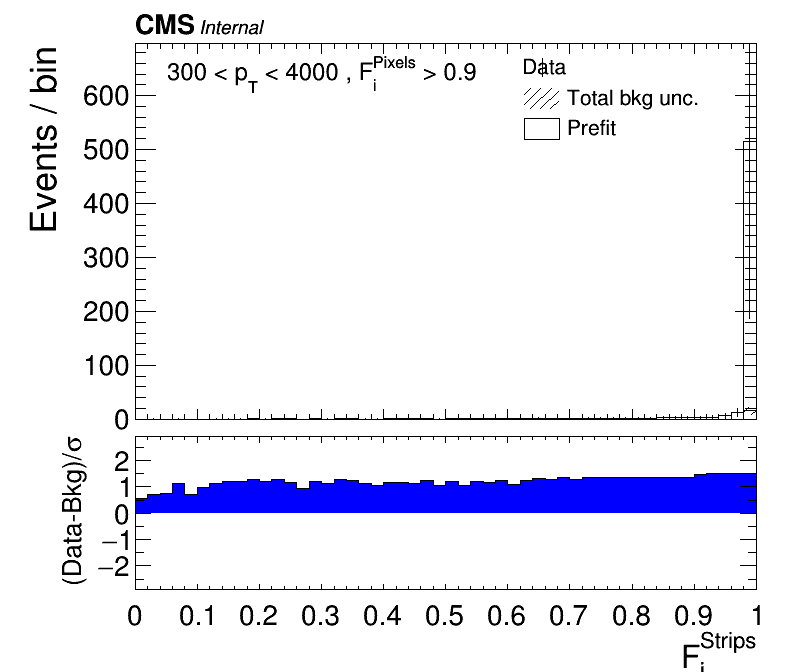 CMS Internal
300 < p_T < 4000 , F_i^Pixels > 0.9
Data
Total bkg unc.
Prefit
Events / bin
600
500
400
300
200
100
0
(Data-Bkg)/σ
2
1
0
−1
−2
0 0.1 0.2 0.3 0.4 0.5 0.6 0.7 0.8 0.9 1
F_i^Strips